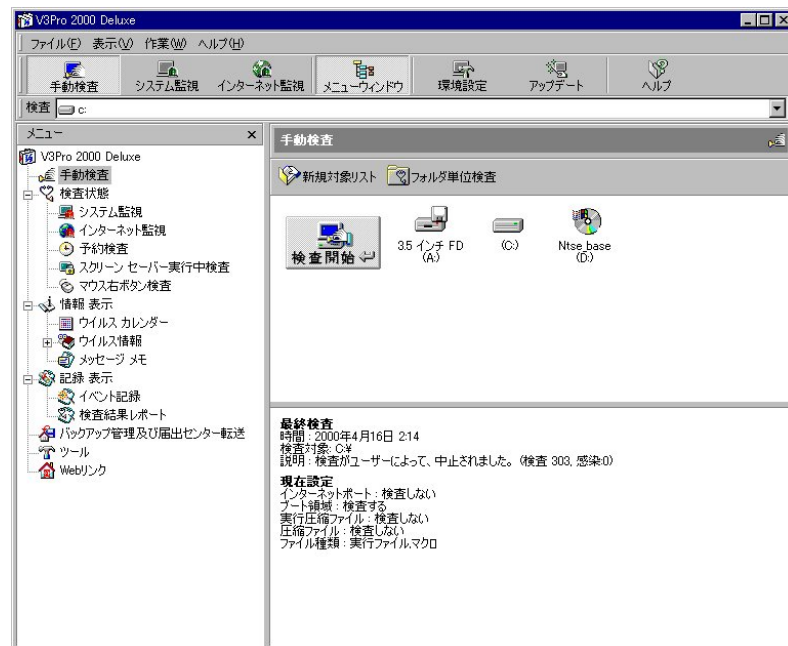 V3Pro 2000 Deluxe
ファイル(F) 表示(V) 作業(W) ヘルプ(H)
手動検査 システム監視 インターネット監視 メニューウィンドウ 環境設定 アップデート ヘルプ
検査 c:
メニュー x
V3Pro 2000 Deluxe
手動検査
検査状態
システム監視
インターネット監視
予約検査
スクリーン セーバー実行中検査
マウス右ボタン検査
情報 表示
ウイルス カレンダー
ウイルス情報
メッセージ メモ
記録 表示
イベント記録
検査結果レポート
バックアップ管理及び届出センター転送
ツール
Webリンク
手動検査
新規対象リスト フォルダ単位検査
検査開始
3.5 インチ FD (A:)
(C:)
Ntse_base (D:)
最終検査
時間 : 2000年4月16日 2:14
検査対象: C:¥
説明 : 検査がユーザーによって、中止されました。 (検査 303, 感染:0)
現在設定
インターネットポート : 検査しない
ブート領域 : 検査する
実行圧縮ファイル : 検査しない
圧縮ファイル : 検査しない
ファイル種類 : 実行ファイル,マクロ